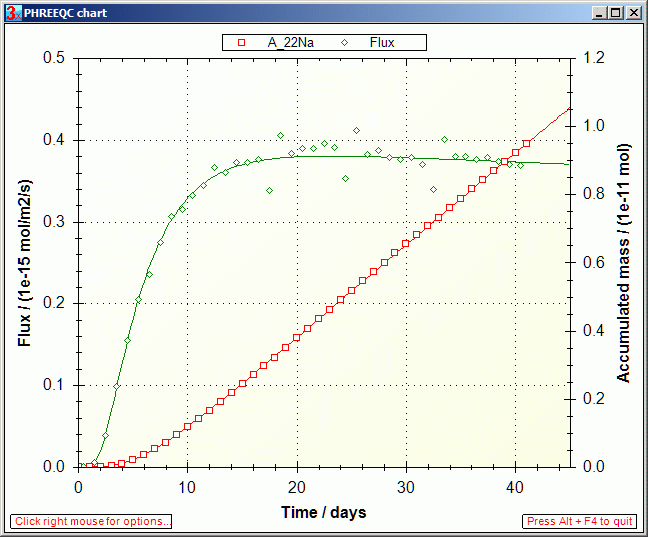 PHREEQC chart
A_22Na Flux
0.5 1.2
0.4 1.0
0.3 0.8
0.2 0.6
0.1 0.4
0.0 0.2
0.0
Flux / (1e-15 mol/m2/s)
Accumulated mass / (1e-11 mol)
0 10 20 30 40
Time / days
Click right mouse for options...
Press Alt + F4 to quit